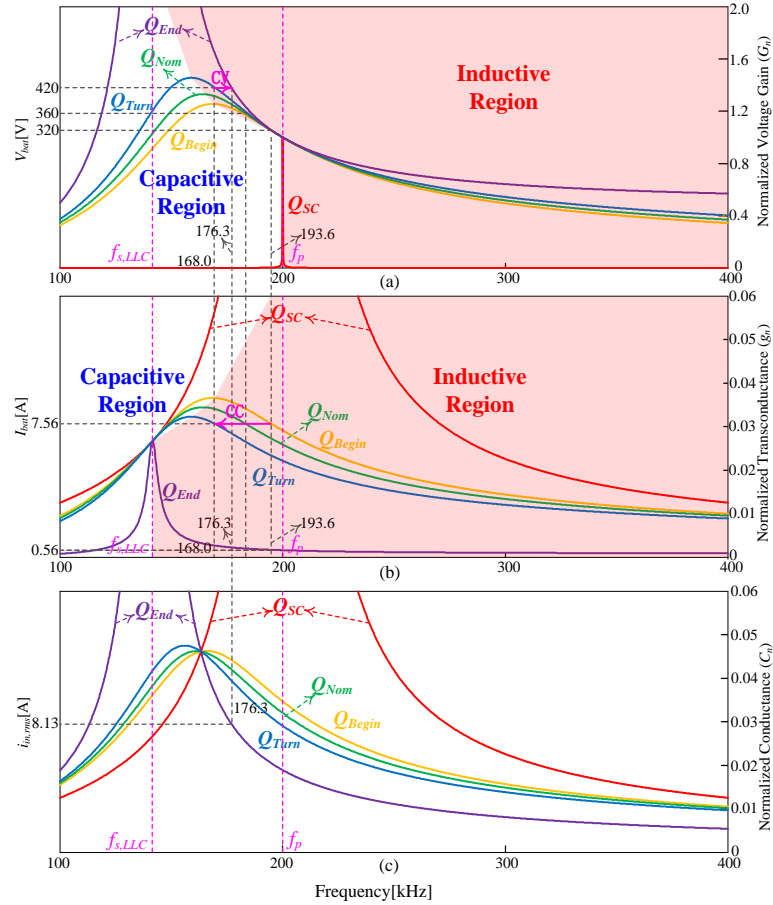 2.0
Q_End
1.6
Q_Nom
Inductive
Region
CV
420
Q_Turn
1.2
360
320
V_bat[V]
Q_Begin
Normalized Voltage Gain (G_n)
0.8
Capacitive
Region
Q_SC
176.3
193.6
0.4
f_s,LLC
f_p
168.0
0
100
200
(a)
300
400
0.06
Q_SC
0.05
Capacitive
Region
Inductive
Region
0.04
CC
Q_Nom
7.56
0.03
I_bat[A]
Q_Begin
Normalized Transconductance (g_n)
Q_Turn
0.02
Q_End
176.3
193.6
0.01
f_s,LLC
168.0
f_p
0.56
0
100
200
(b)
300
400
0.06
Q_End
Q_SC
0.05
0.04
Q_Nom
176.3
Q_Begin
8.13
0.03
i_in,rms[A]
Q_Turn
Normalized Conductance (C_n)
0.02
0.01
f_s,LLC
f_p
0
100
200
(c)
300
400
Frequency[kHz]